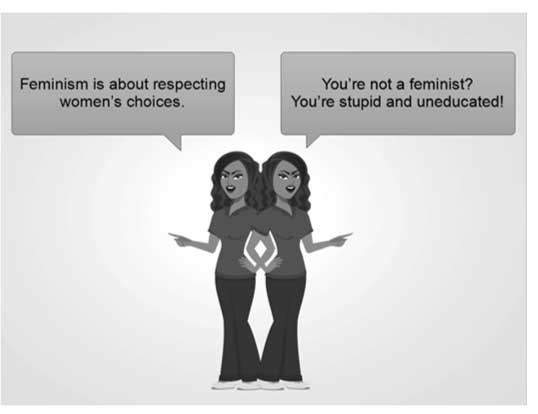 Feminism is about respecting
women’s choices.
You’re not a feminist?
You’re stupid and uneducated!